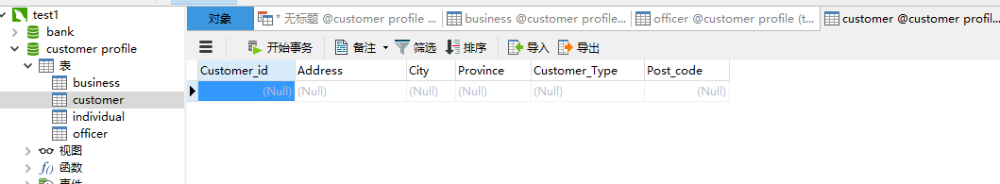 test1
bank
customer profile
表
business
customer
individual
officer
视图
函数
对象
* 无标题 @customer profile ...
business @customer profile...
officer @customer profile (t...
customer @customer profil...
开始事务
备注
筛选
排序
导入
导出
Customer_id Address City Province Customer_Type Post_code
(Null) (Null) (Null) (Null) (Null) (Null)